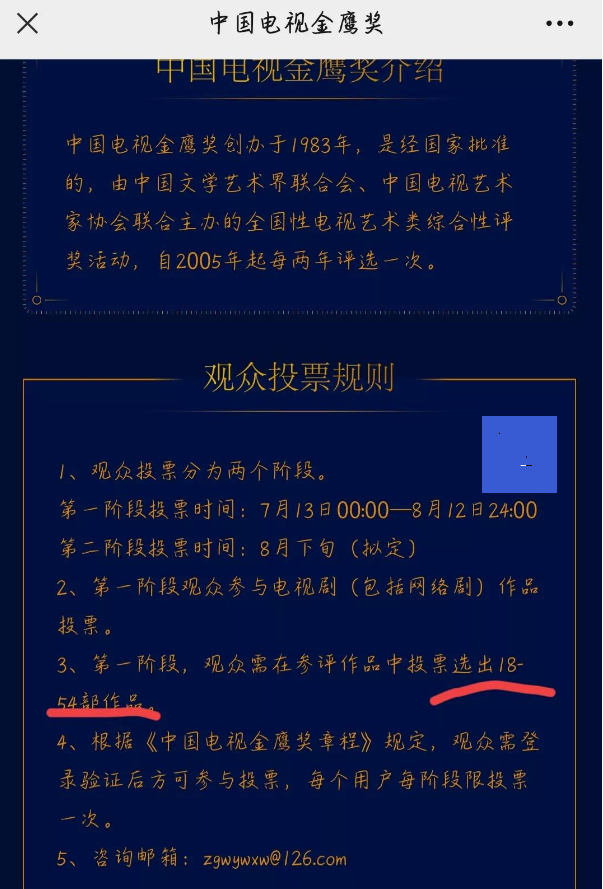 中国电视金鹰奖
中国电视金鹰奖介绍
中国电视金鹰奖创办于1983年，是经国家批准
的，由中国文学艺术界联合会、中国电视艺术
家协会联合主办的全国性电视艺术类综合性评
奖活动，自2005年起每两年评选一次。
观众投票规则
1、观众投票分为两个阶段。
第一阶段投票时间：7月13日00:00—8月12日24:00
第二阶段投票时间：8月下旬（拟定）
2、第一阶段观众参与电视剧（包括网络剧）作品
投票。
3、第一阶段，观众需在参评作品中投票选出18-
54部作品。
4、根据《中国电视金鹰奖章程》规定，观众需登
录验证后方可参与投票，每个用户每阶段限投票
一次。
5、咨询邮箱：zgwywxw@126.com